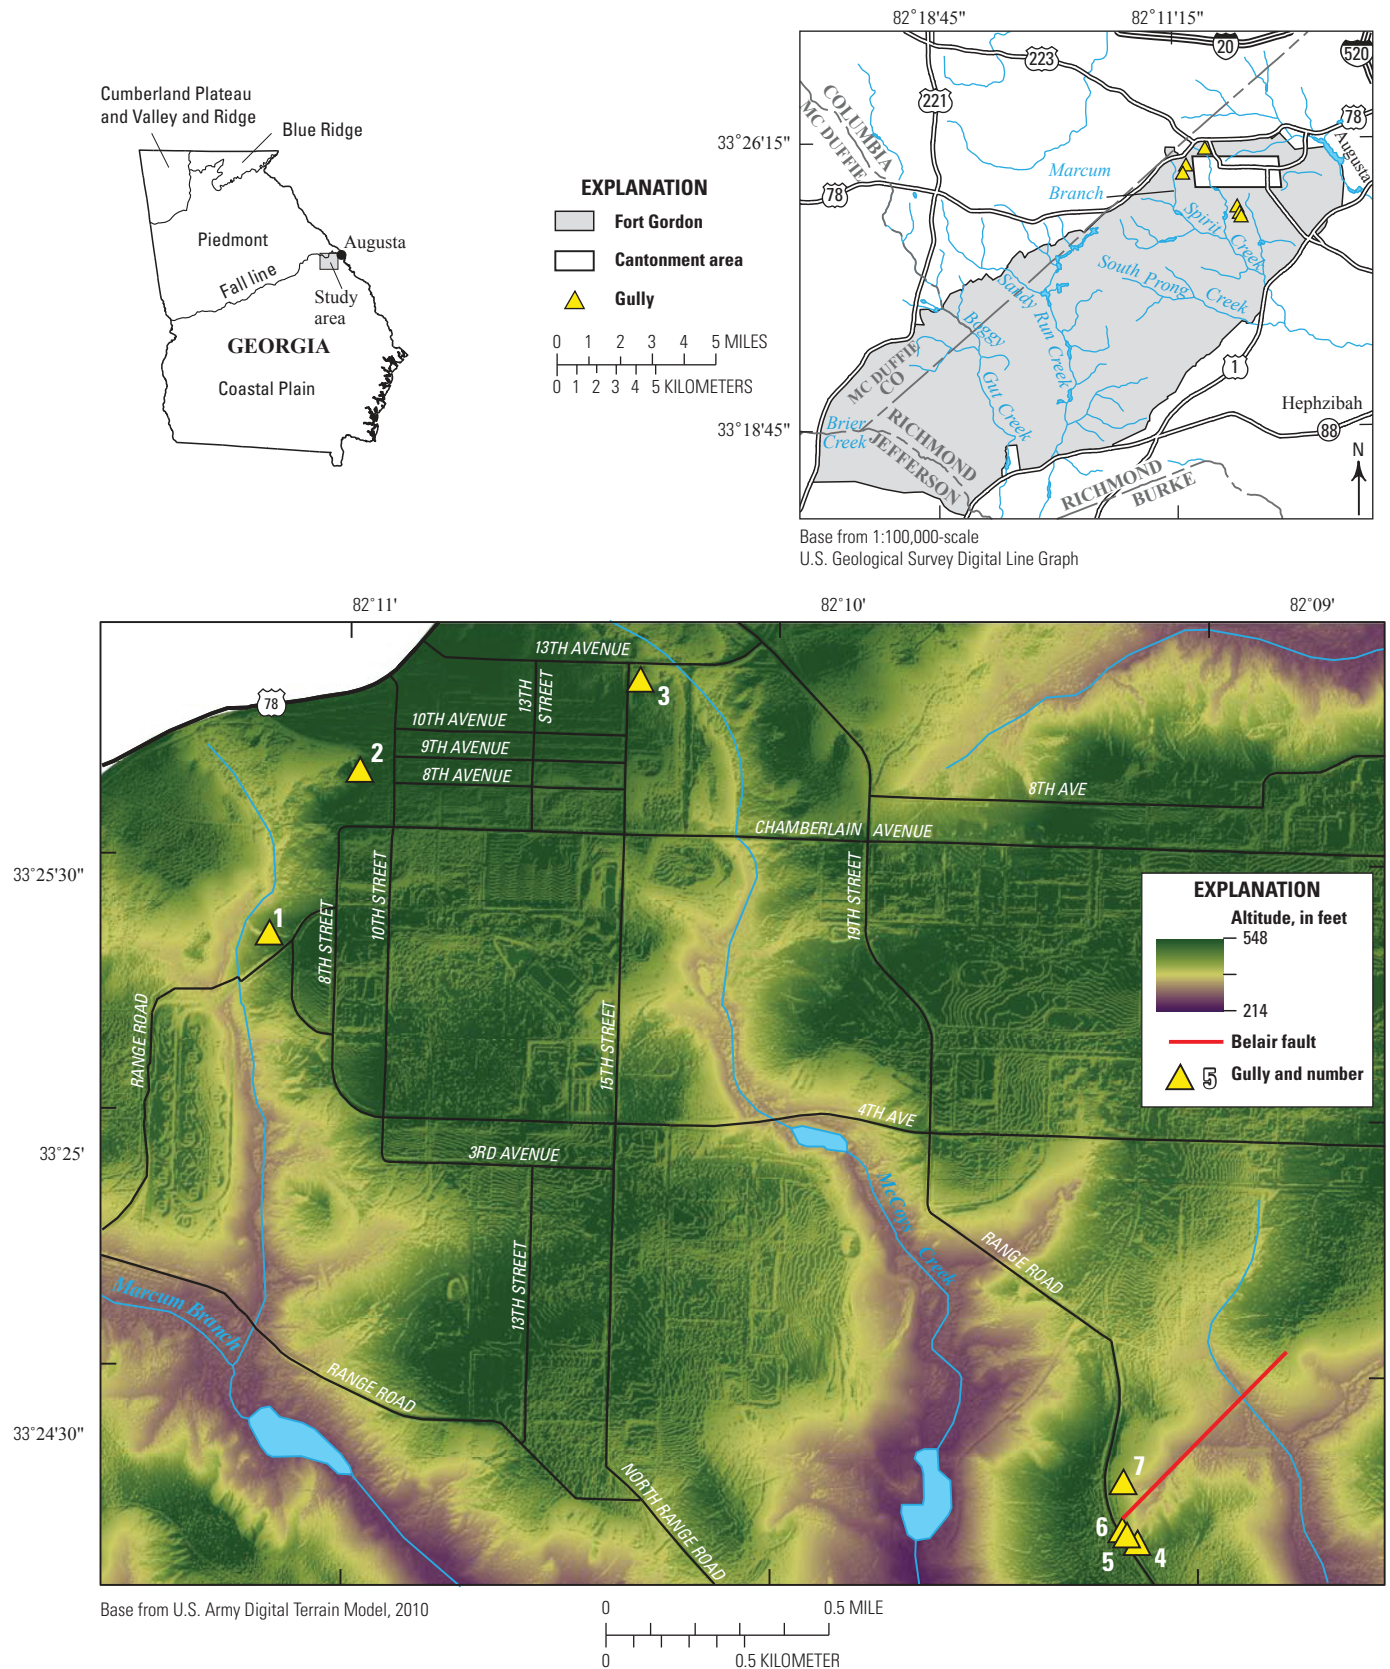 Cumberland Plateau
and Valley and Ridge
Blue Ridge
Piedmont
Augusta
Fall line
Study
area
GEORGIA
Coastal Plain
EXPLANATION
Fort Gordon
Cantonment area
Gully
0 1 2 3 4 5 MILES
0 1 2 3 4 5 KILOMETERS
82°18'45" 82°11'15"
33°26'15"
33°18'45"
20
520
223
221
78
78
COLUMBIA
MC DUFFIE
Augusta
Marcum
Branch
Spirit Creek
South Prong Creek
Sandy Run Creek
Boggy Gut Creek
MC DUFFIE
CO
RICHMOND
JEFFERSON
Brier
Creek
1
Hephzibah
88
N
RICHMOND
BURKE
Base from 1:100,000-scale
U.S. Geological Survey Digital Line Graph
82°11' 82°10' 82°09'
33°25'30"
33°25'
33°24'30"
78
13TH AVENUE
13TH
STREET
3
10TH AVENUE
9TH AVENUE
8TH AVENUE
2
8TH AVE
CHAMBERLAIN AVENUE
1
8TH STREET
10TH STREET
15TH STREET
19TH STREET
RANGE ROAD
EXPLANATION
Altitude, in feet
548
214
Belair fault
5 Gully and number
4TH AVE
3RD AVENUE
13TH STREET
McCoys Creek
RANGE ROAD
Marcum Branch
RANGE ROAD
NORTH RANGE ROAD
7
6
5
4
Base from U.S. Army Digital Terrain Model, 2010
0 0.5 MILE
0 0.5 KILOMETER